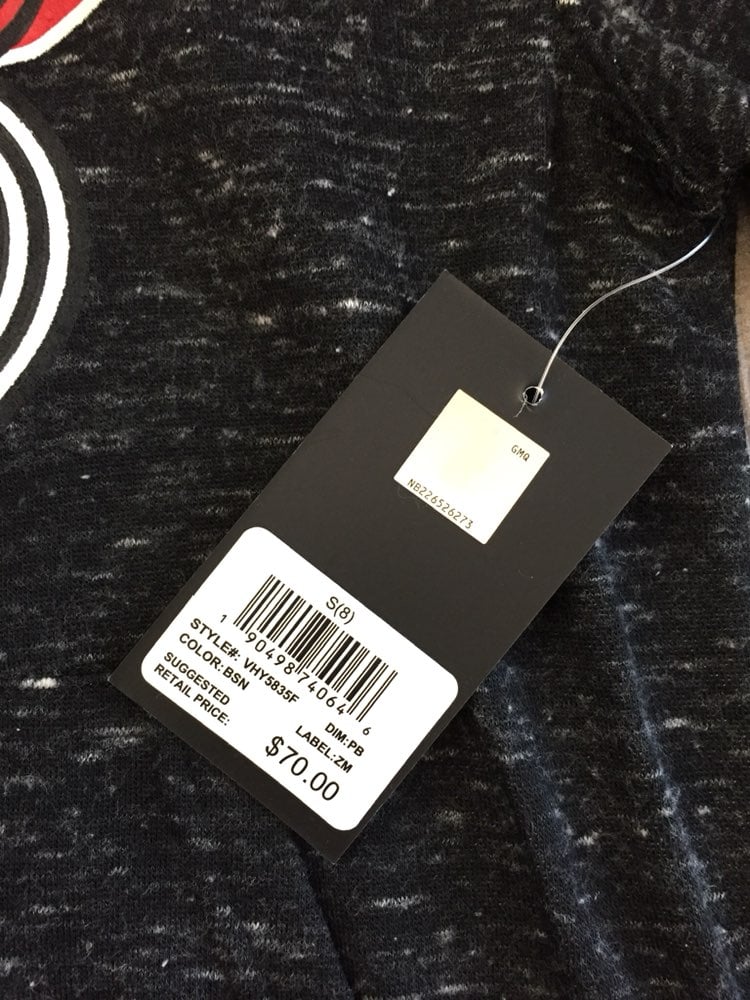 GMQ
NB226526273
S(8)
1 90498 74064 6
STYLE#: VHY5835F
COLOR:BSN DIM:PB
SUGGESTED LABEL:ZM
RETAIL PRICE:
$70.00